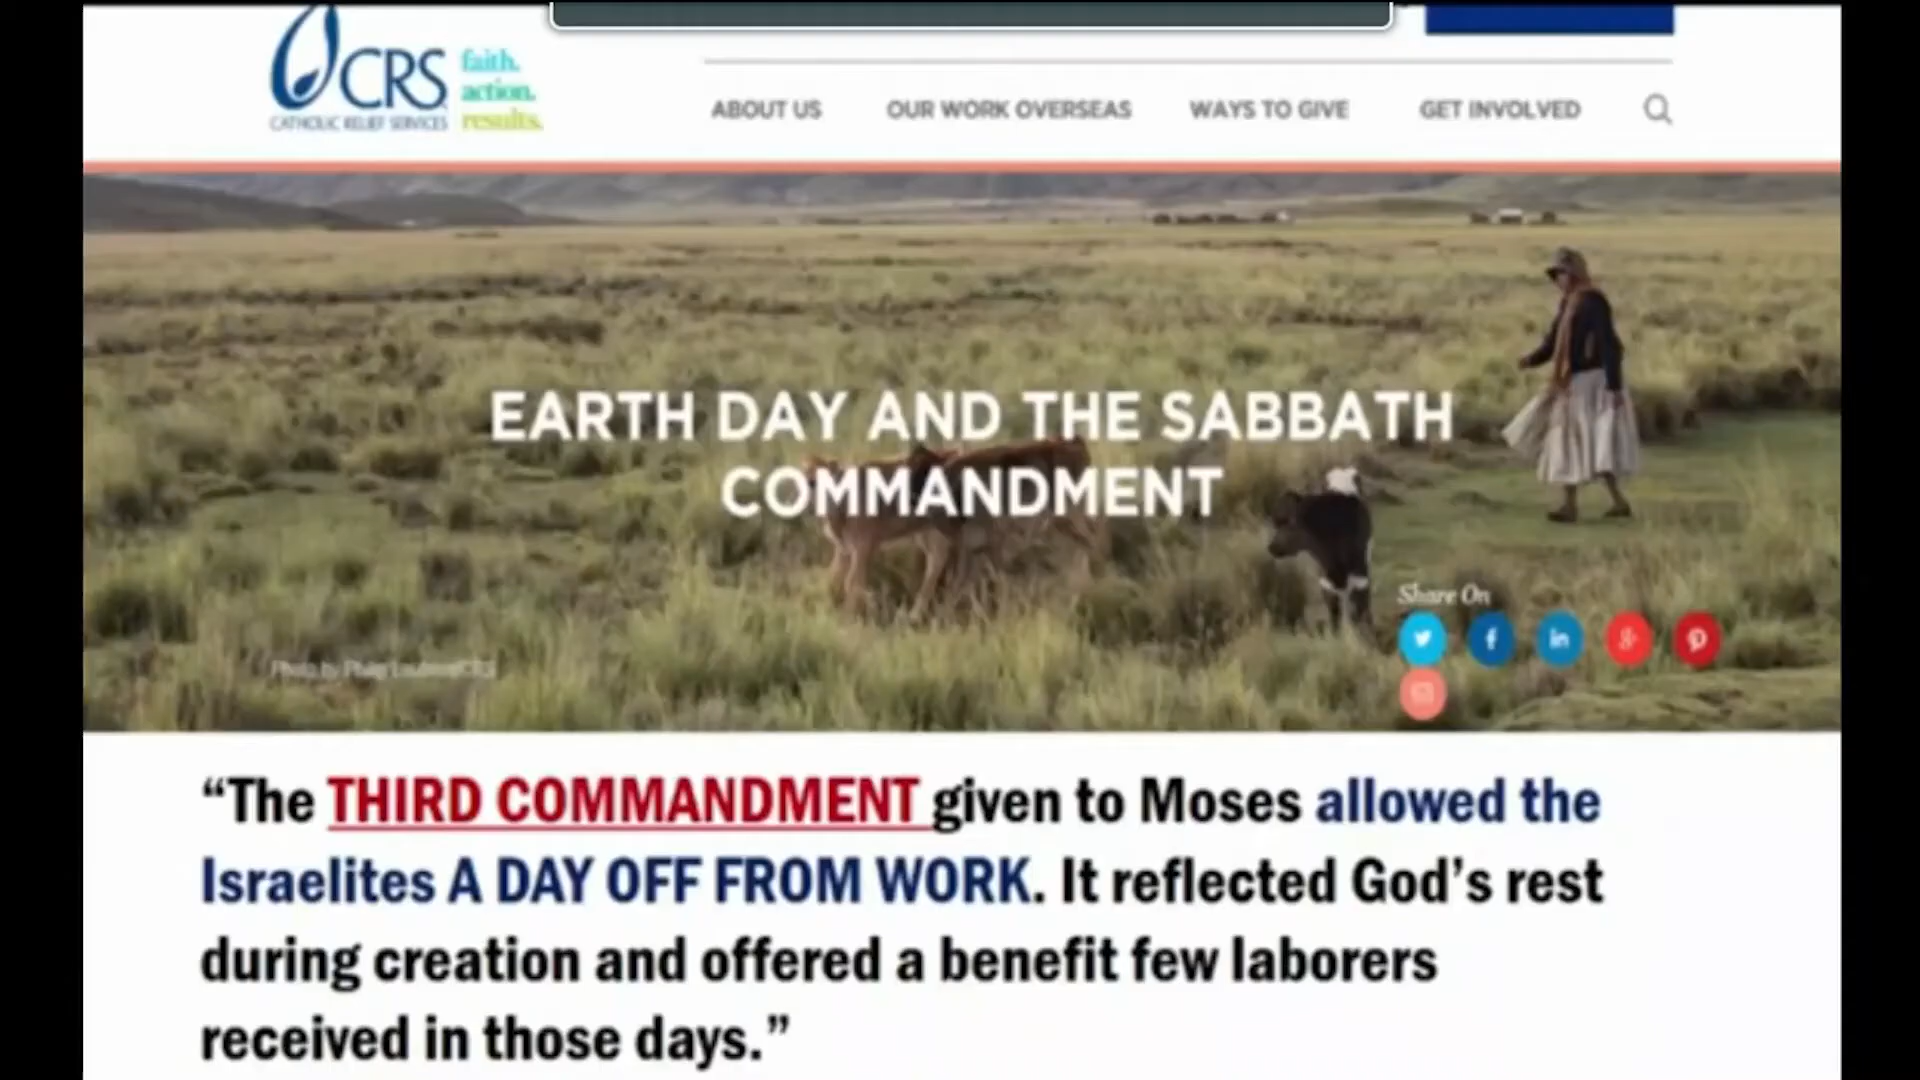 CRS
CATHOLIC RELIEF SERVICES
faith.
action.
results.
ABOUT US
OUR WORK OVERSEAS
WAYS TO GIVE
GET INVOLVED
EARTH DAY AND THE SABBATH
COMMANDMENT
Share On
Photo by
“The THIRD COMMANDMENT given to Moses allowed the
Israelites A DAY OFF FROM WORK. It reflected God’s rest
during creation and offered a benefit few laborers
received in those days.”